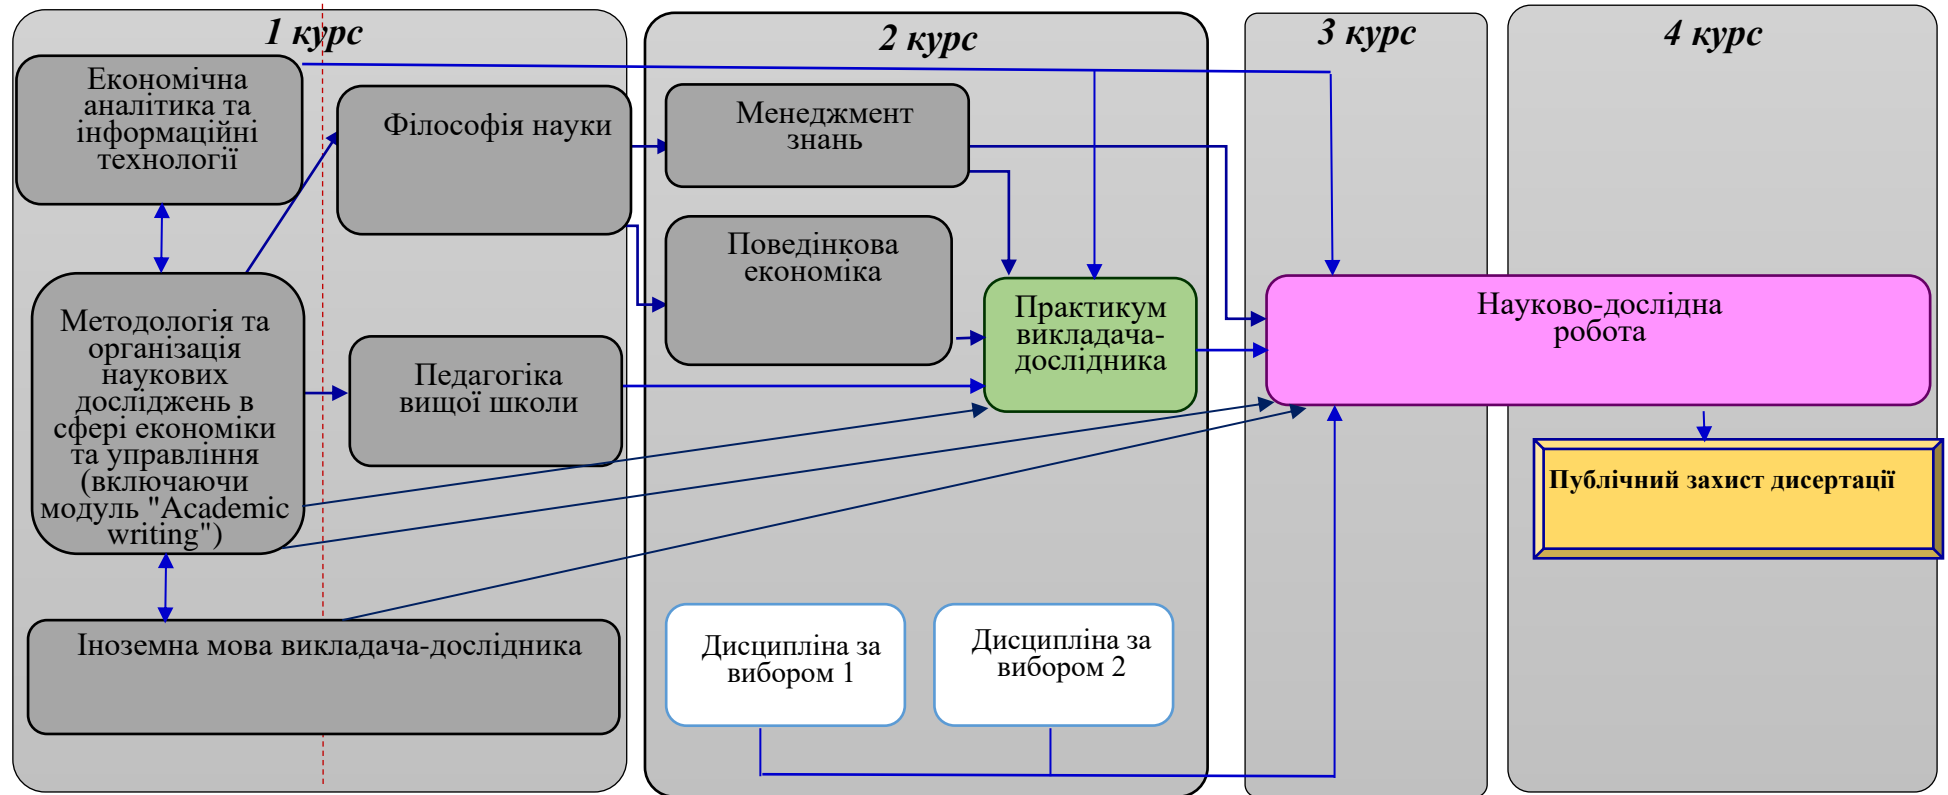 1 курс
Економічна
аналітика та
інформаційні
технології
Філософія науки
Методологія та
організація
наукових
досліджень в
сфері економіки
та управління
(включаючи
модуль "Academic
writing")
Педагогіка
вищої школи
Іноземна мова викладача-дослідника
2 курс
Менеджмент
знань
Поведінкова
економіка
Практикум
викладача-
дослідника
Дисципліна за
вибором 1
Дисципліна за
вибором 2
3 курс
4 курс
Науково-дослідна
робота
Публічний захист дисертації